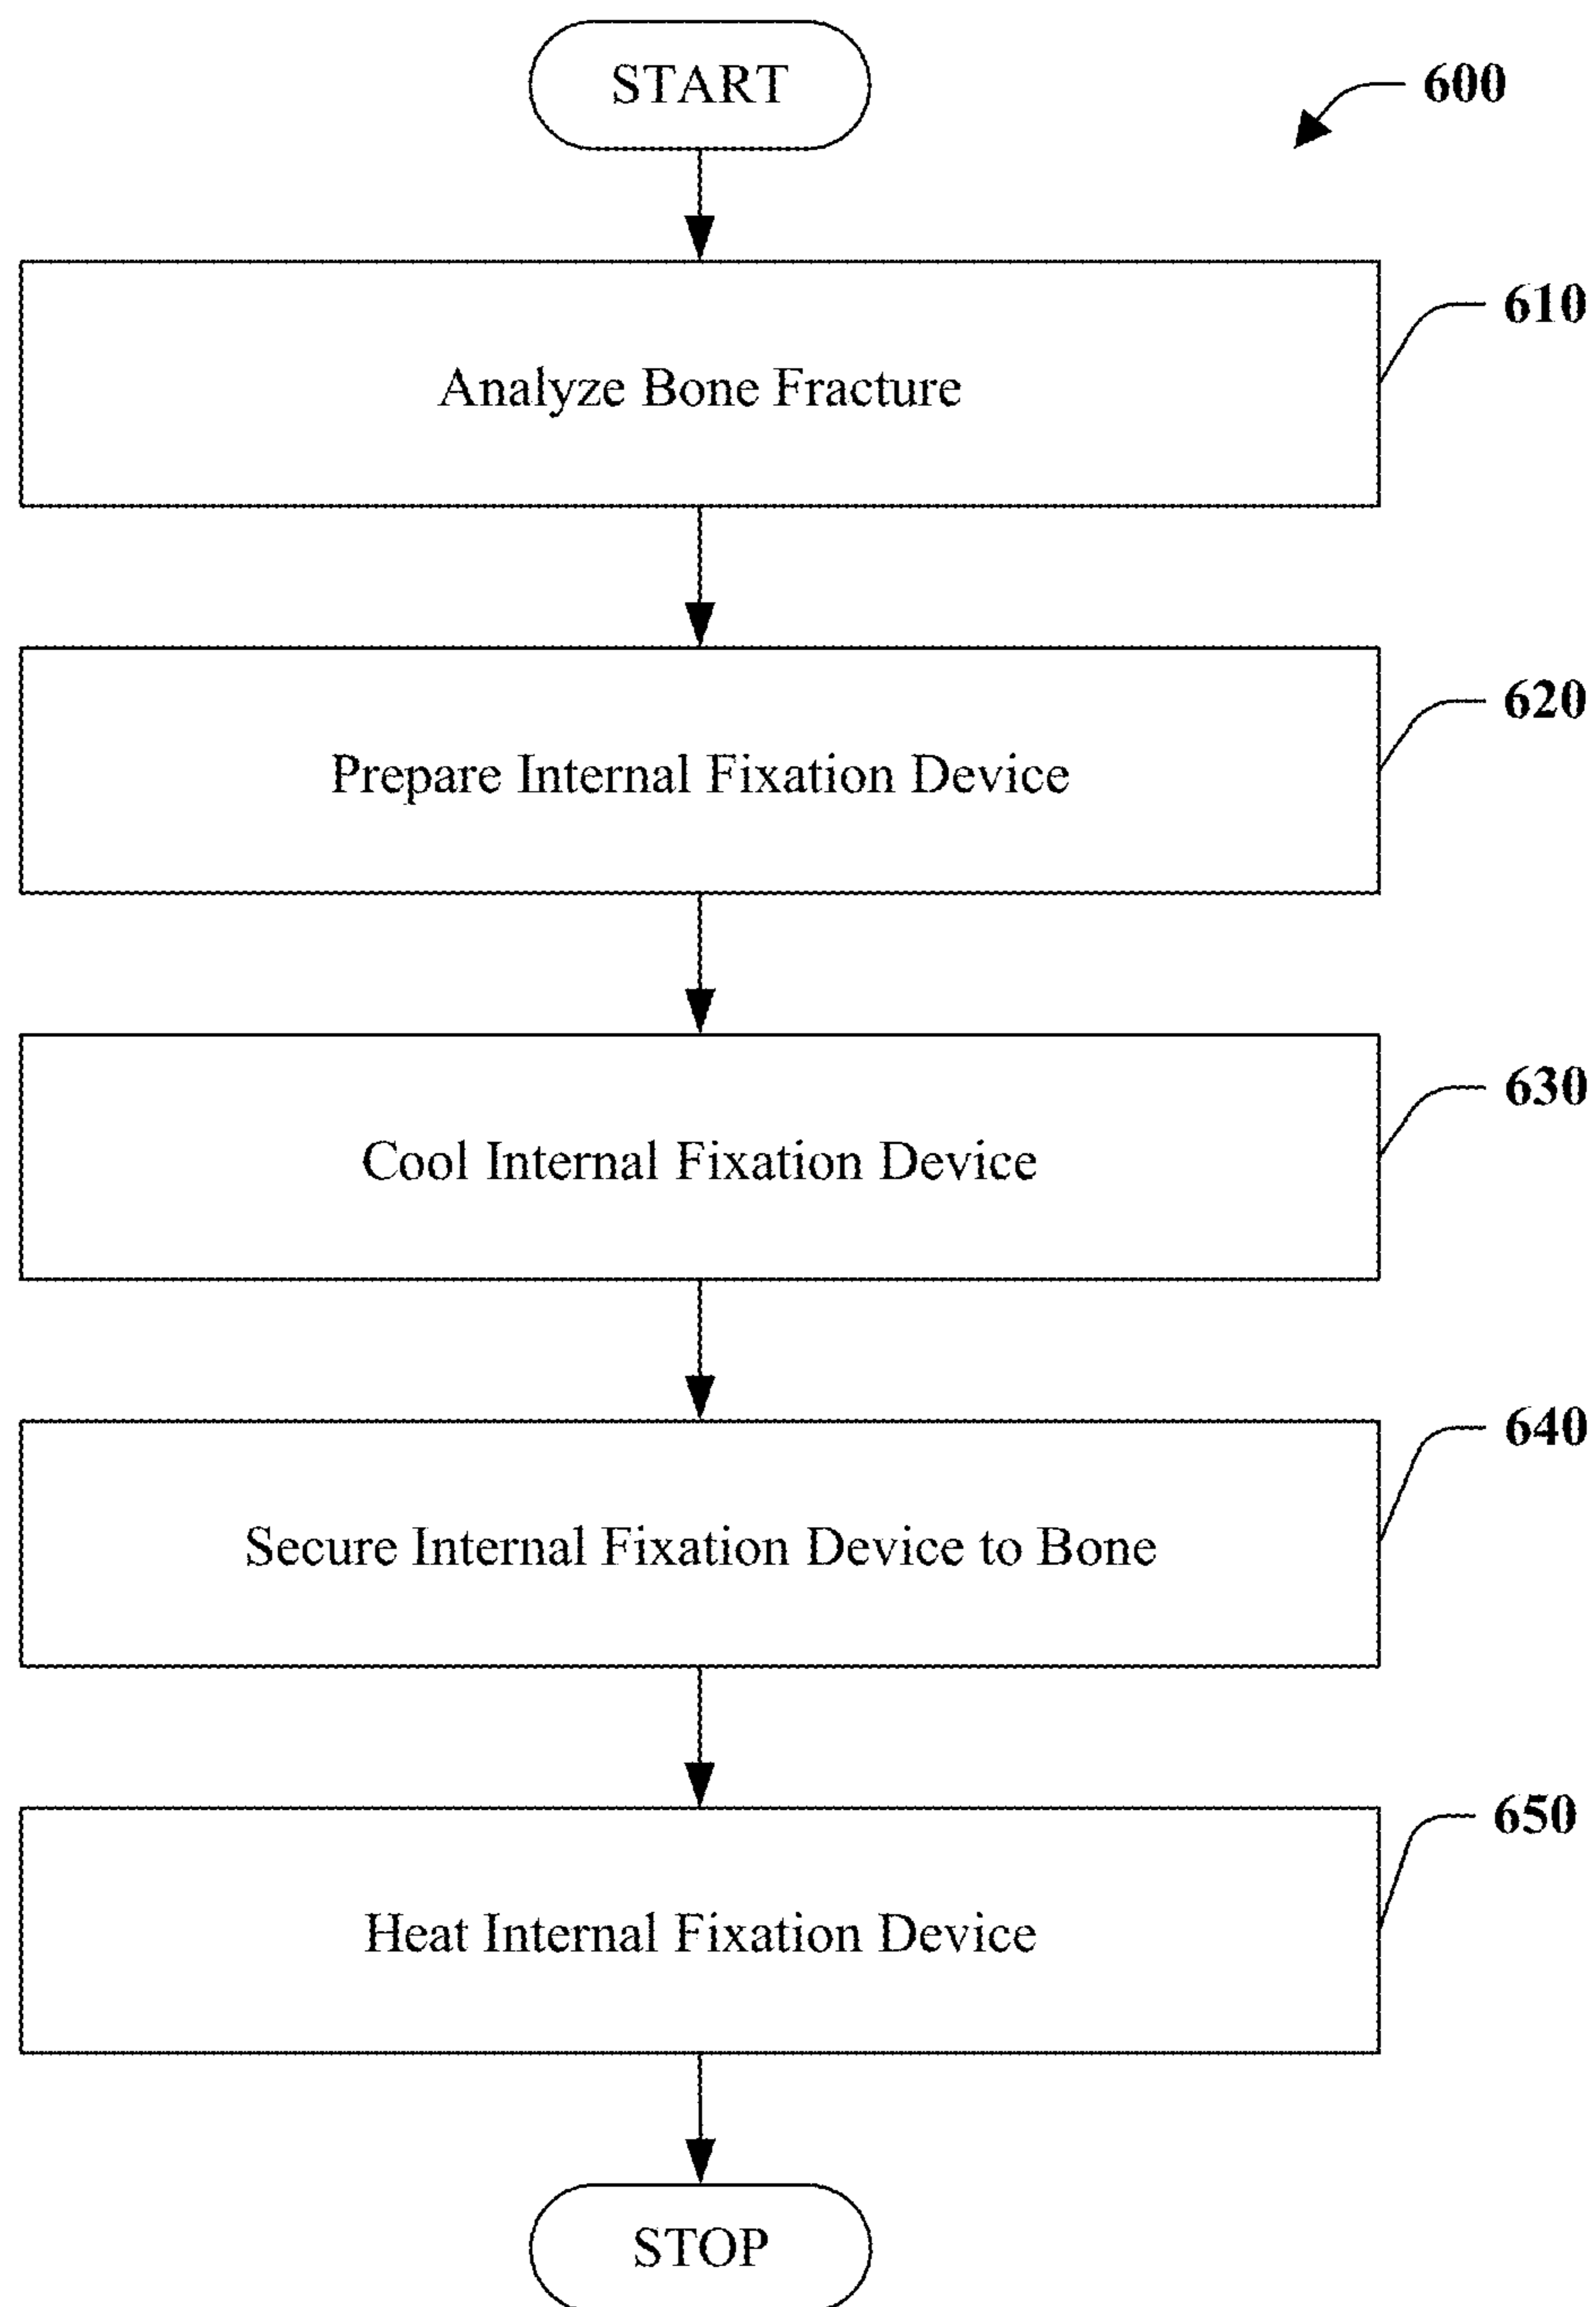 START
600
610
Analyze Bone Fracture
620
Prepare Internal Fixation Device
630
Cool Internal Fixation Device
640
Secure Internal Fixation Device to Bone
650
Heat Internal Fixation Device
STOP